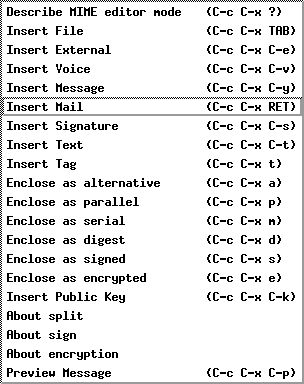 Describe MIME editor mode (C-c C-x ?)
Insert File (C-c C-x TAB)
Insert External (C-c C-x C-e)
Insert Voice (C-c C-x C-v)
Insert Message (C-c C-x C-y)
Insert Mail (C-c C-x RET)
Insert Signature (C-c C-x C-s)
Insert Text (C-c C-x C-t)
Insert Tag (C-c C-x t)
Enclose as alternative (C-c C-x a)
Enclose as parallel (C-c C-x p)
Enclose as serial (C-c C-x m)
Enclose as digest (C-c C-x d)
Enclose as signed (C-c C-x s)
Enclose as encrypted (C-c C-x e)
Insert Public Key (C-c C-x C-k)
About split
About sign
About encryption
Preview Message (C-c C-x C-p)